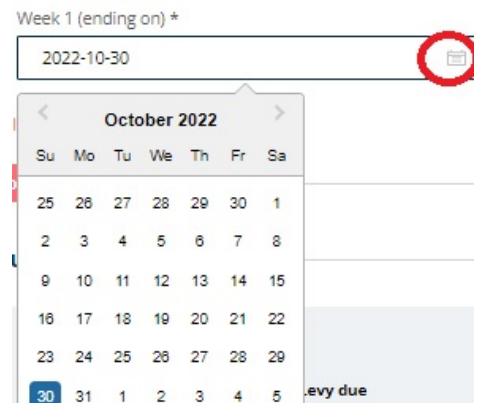 Week 1 (ending on) *
2022-10-30
October 2022
Su Mo Tu We Th Fr Sa
25 26 27 28 29 30 1
2 3 4 5 6 7 8
9 10 11 12 13 14 15
16 17 18 19 20 21 22
23 24 25 26 27 28 29
30 31 1 2 3 4 5
Levy due